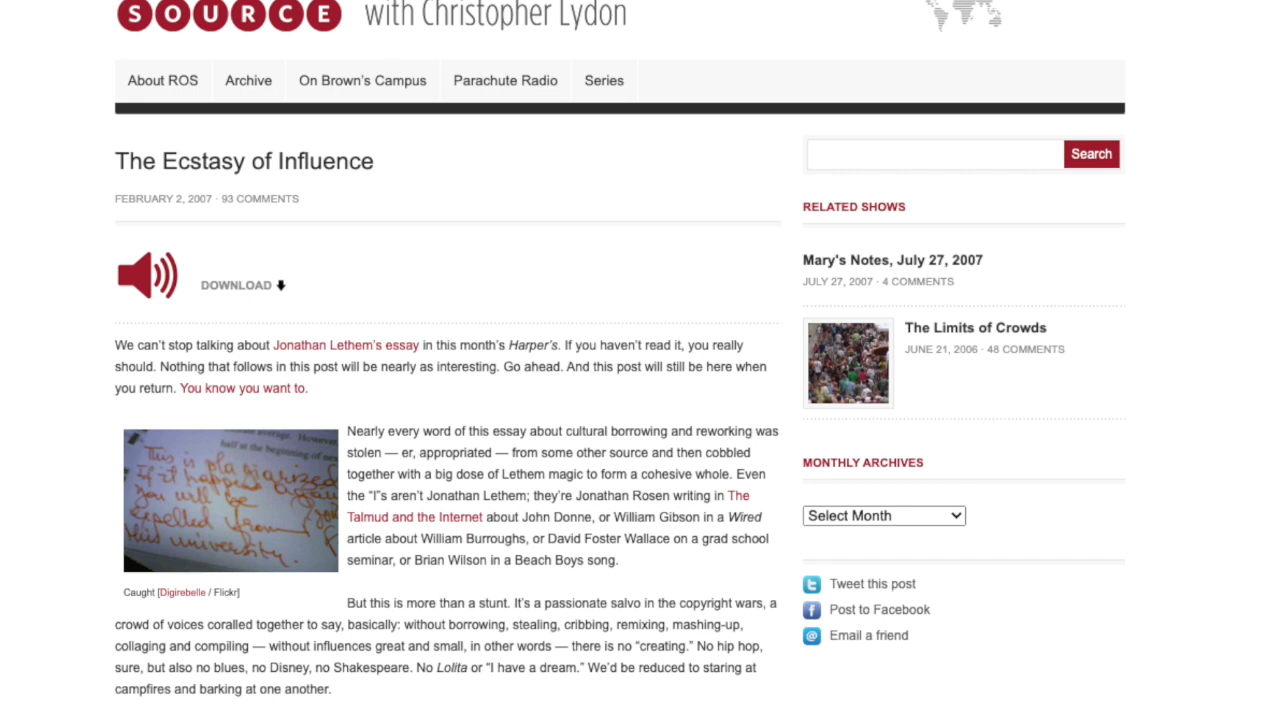 SOURCE with Christopher Lydon
About ROS Archive On Brown's Campus Parachute Radio Series
The Ecstasy of Influence
FEBRUARY 2, 2007 · 93 COMMENTS
DOWNLOAD
We can't stop talking about Jonathan Lethem's essay in this month's Harper's. If you haven't read it, you really
should. Nothing that follows in this post will be nearly as interesting. Go ahead. And this post will still be here when
you return. You know you want to.
However
half at the beginning of
This is plagiarized
If it happens again
you will be
expelled from
this university.
Caught [Digirebelle / Flickr]
Nearly every word of this essay about cultural borrowing and reworking was
stolen — er, appropriated — from some other source and then cobbled
together with a big dose of Lethem magic to form a cohesive whole. Even
the “I”s aren't Jonathan Lethem; they're Jonathan Rosen writing in The
Talmud and the Internet about John Donne, or William Gibson in a Wired
article about William Burroughs, or David Foster Wallace on a grad school
seminar, or Brian Wilson in a Beach Boys song.
But this is more than a stunt. It's a passionate salvo in the copyright wars, a
crowd of voices coralled together to say, basically: without borrowing, stealing, cribbing, remixing, mashing-up,
collaging and compiling — without influences great and small, in other words — there is no “creating.” No hip hop,
sure, but also no blues, no Disney, no Shakespeare. No Lolita or “I have a dream.” We'd be reduced to staring at
campfires and barking at one another.
Search
RELATED SHOWS
Mary's Notes, July 27, 2007
JULY 27, 2007 · 4 COMMENTS
The Limits of Crowds
JUNE 21, 2006 · 48 COMMENTS
MONTHLY ARCHIVES
Select Month
Tweet this post
Post to Facebook
Email a friend